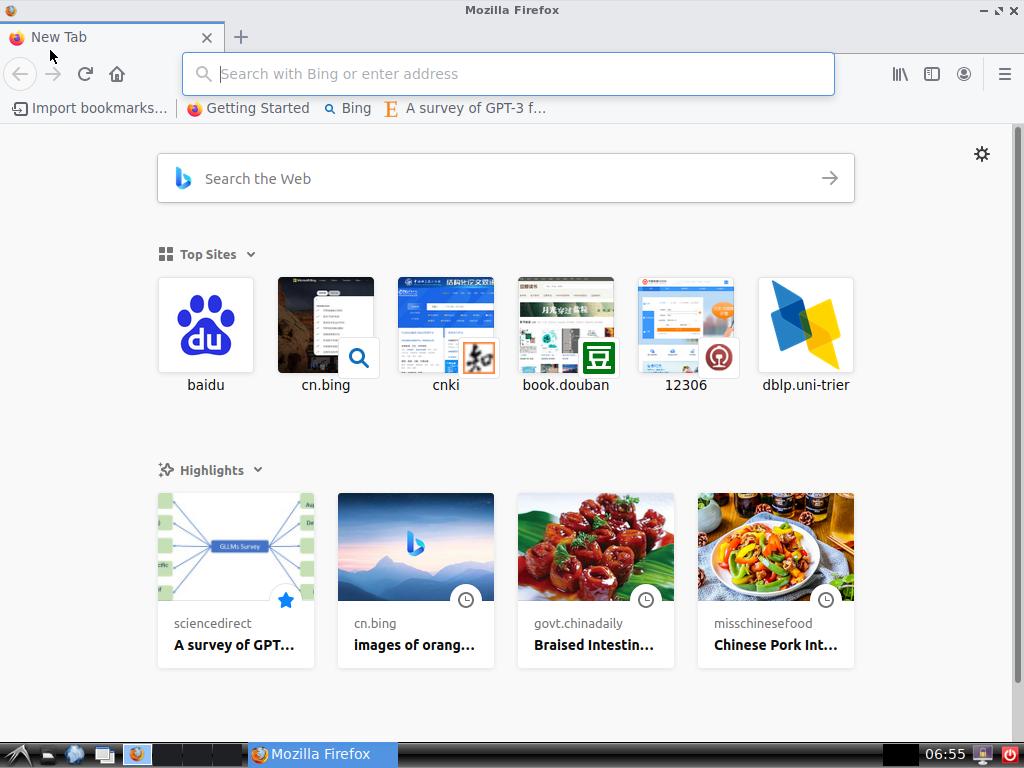 Mozilla Firefox
New Tab
Search with Bing or enter address
Import bookmarks...
Getting Started
Bing
A survey of GPT-3 f...
Search the Web
Top Sites
du
豆
baidu
cn.bing
cnki
book.douban
12306
dblp.uni-trier
Highlights
GLLMs Survey
sciencedirect
A survey of GPT...
cn.bing
images of orang...
govt.chinadaily
Braised Intestin...
misschinesefood
Chinese Pork Int...
Mozilla Firefox
06:55